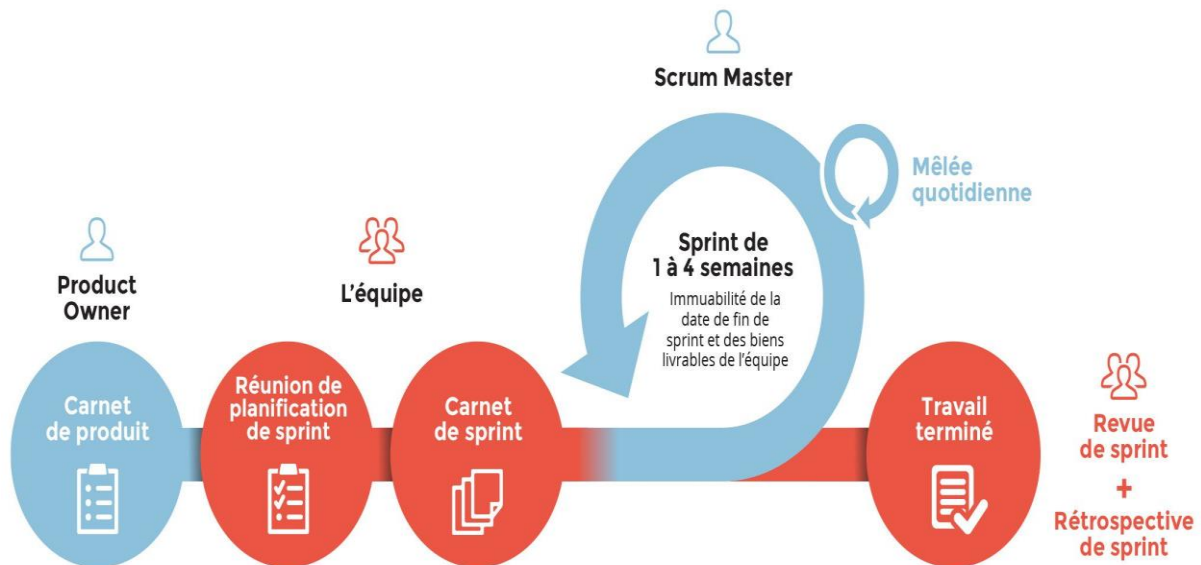 Scrum Master
Mêlée
quotidienne
Product
Owner
L'équipe
Sprint de
1 à 4 semaines
Immuabilité de la
date de fin de
sprint et des biens
livrables de l'équipe
Carnet
de produit
Réunion de
planification
de sprint
Carnet
de sprint
Travail
terminé
Revue
de sprint
+
Rétrospective
de sprint